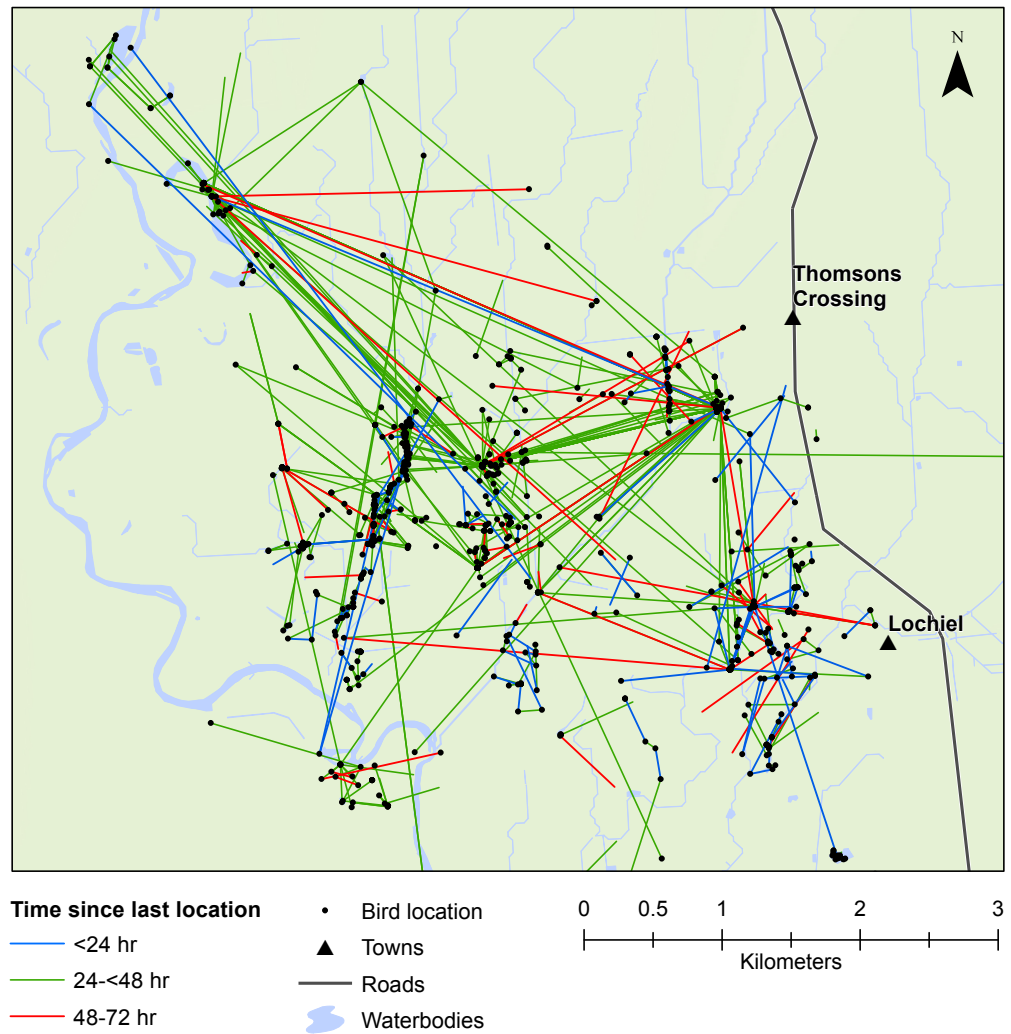 N
Thomsons
Crossing
Lochiel
Time since last location
<24 hr
24-<48 hr
48-72 hr
Bird location
Towns
Roads
Waterbodies
0 0.5 1 2 3
Kilometers